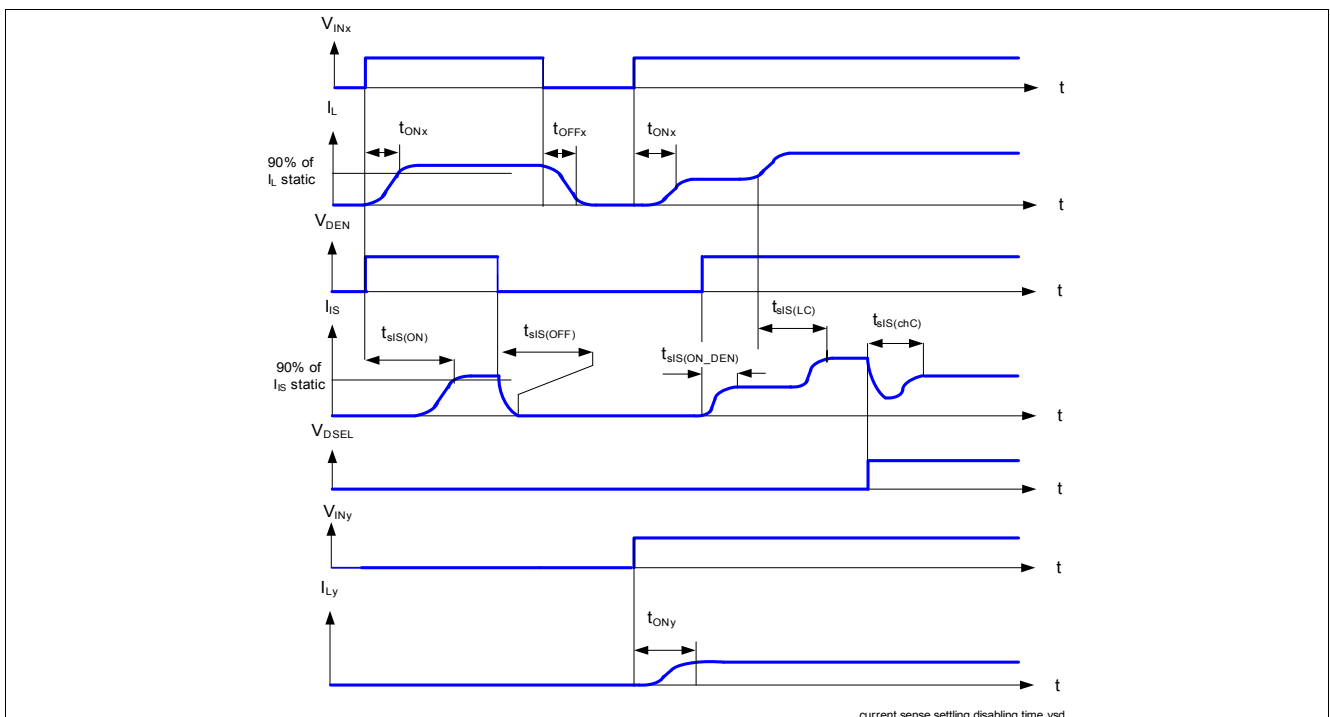 VINx
t
IL
tONx
tOFFx
tONx
90% of
IL static
t
VDEN
t
IIS
tsIS(ON)
tsIS(OFF)
tsIS(ON_DEN)
tsIS(LC)
tsIS(chC)
90% of
IIS static
t
VDSEL
t
VINy
t
ILy
tONy
t
current sense settling disabling time.vsd